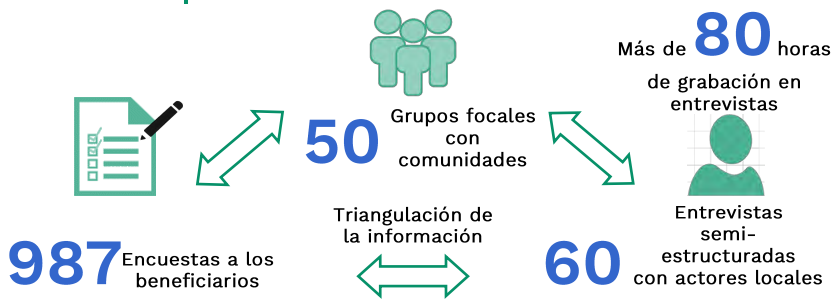 Más de 80 horas
de grabación en
entrevistas
50 Grupos focales
con
comunidades
Triangulación de
la información
987 Encuestas a los
beneficiarios
60 Entrevistas
semi-
estructuradas
con actores locales